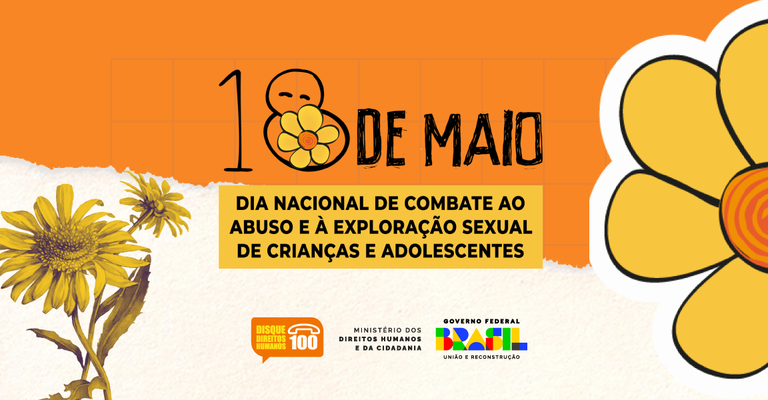 18 DE MAIO
DIA NACIONAL DE COMBATE AO
ABUSO E À EXPLORAÇÃO SEXUAL
DE CRIANÇAS E ADOLESCENTES
DISQUE
DIREITOS
HUMANOS
100
MINISTÉRIO DOS
DIREITOS HUMANOS
E DA CIDADANIA
GOVERNO FEDERAL
BRASIL
UNIÃO E RECONSTRUÇÃO